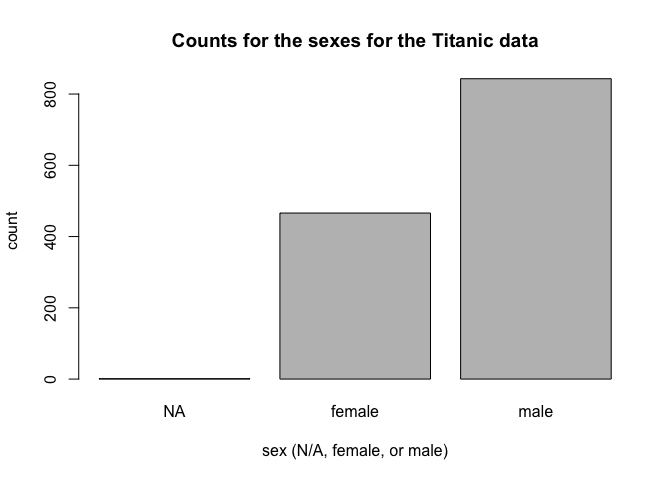 Counts for the sexes for the Titanic data
count
800
600
400
200
0
NA female male
sex (N/A, female, or male)